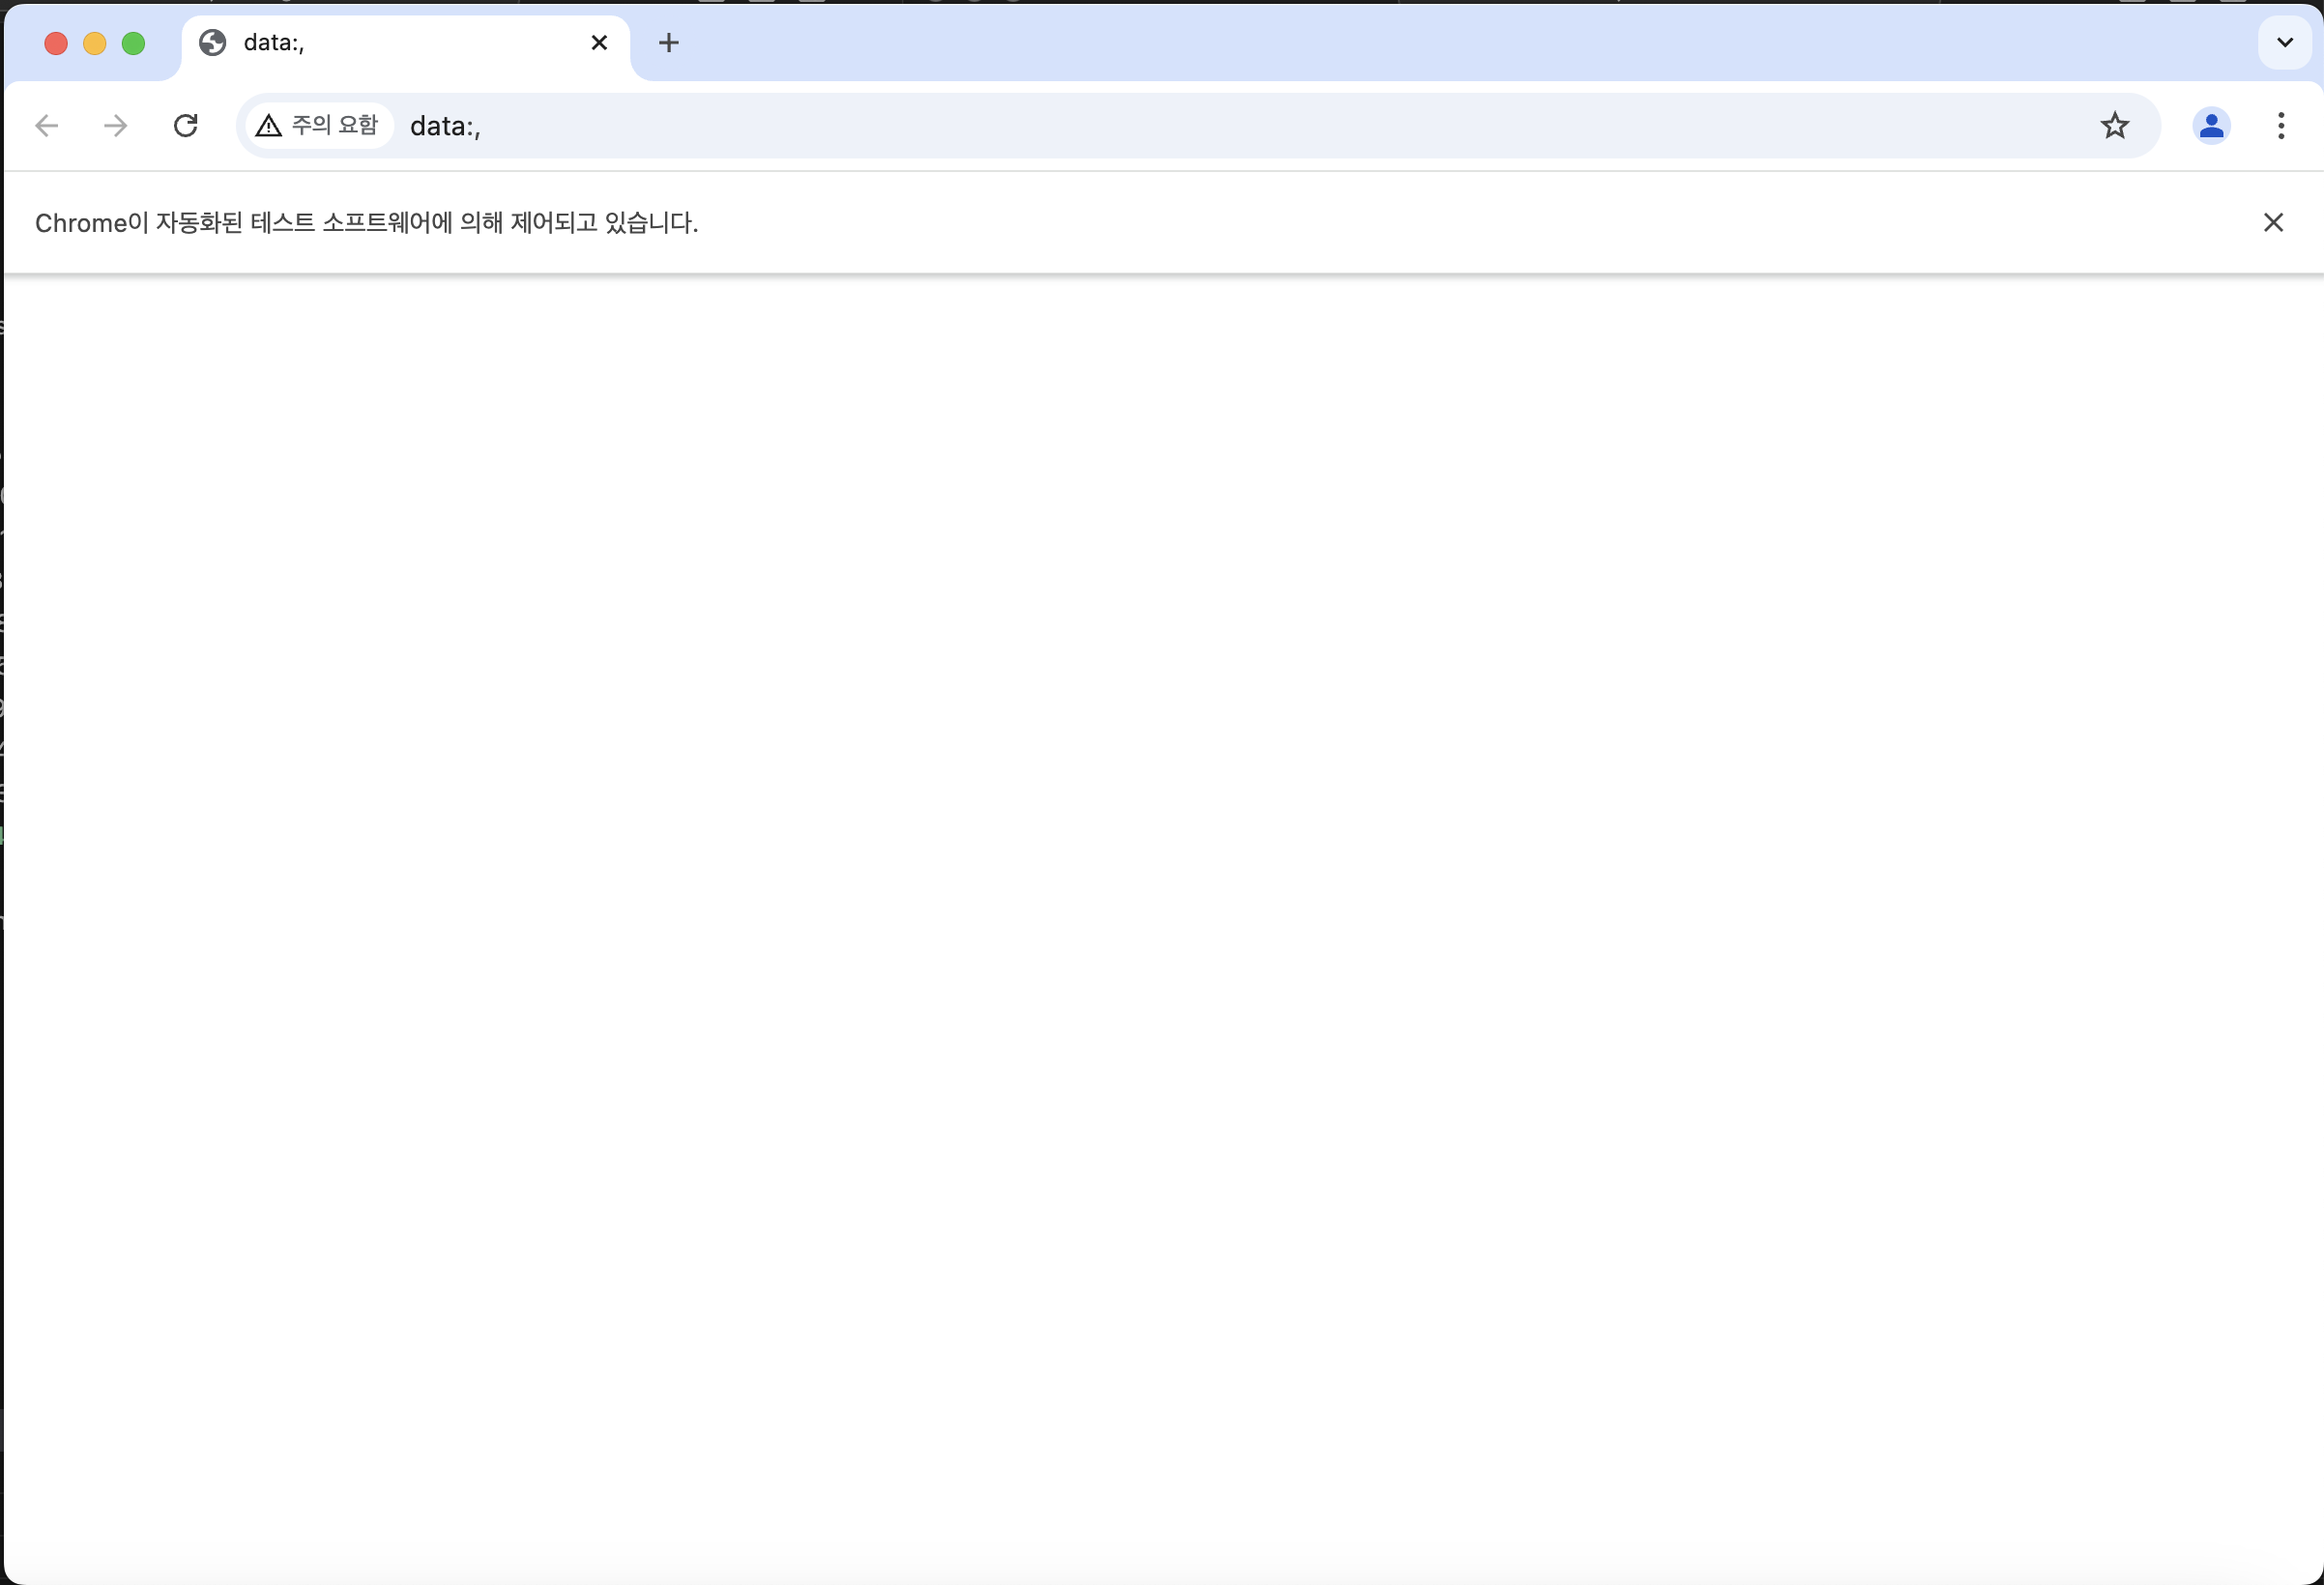 data:,
주의 요함
data:,
Chrome이 자동화된 테스트 소프트웨어에 의해 제어되고 있습니다.